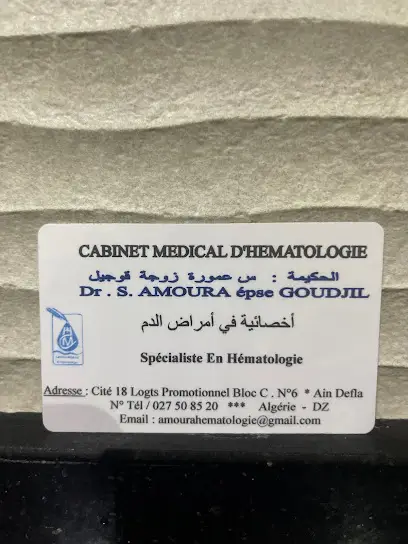 CABINET MEDICAL D'HEMATOLOGIE
الحكيمة : س عمورة زوجة قوجيل
Dr . S. AMOURA épse GOUDJIL
أخصائية في أمراض الدم
Spécialiste En Hématologie
Adresse : Cité 18 Logts Promotionnel Bloc C . N°6 * Ain Defla
N° Tél / 027 50 85 20 *** Algérie - DZ
Email : amourahematologie@gmail.com